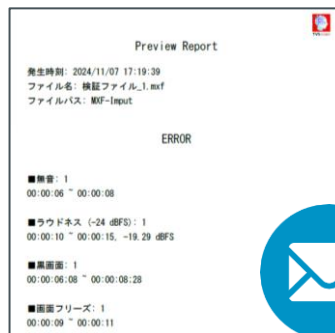 Preview Report
発生時刻: 2024/11/07 17:19:39
ファイル名: 検証ファイル_1.mxf
ファイルパス: MXF-Imput
ERROR
■無音: 1
00:00:06 ~ 00:00:08
■ラウドネス (-24 dBFS): 1
00:00:10 ~ 00:00:15, -19.29 dBFS
■黒画面: 1
00:00:06:08 ~ 00:00:08:28
■画面フリーズ: 1
00:00:09 ~ 00:00:11